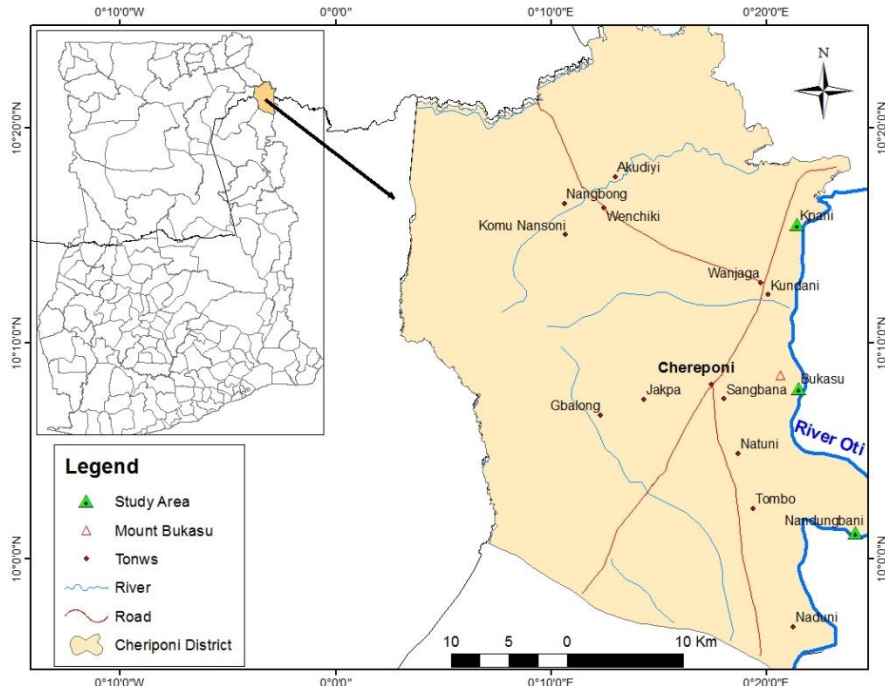 0°10'0"W
0°0'0"
0°10'0"E
0°20'0"E
N
10°20'0"N
10°20'0"N
Akudiyi
Nangbong
Wenchiki
Komu Nansoni
Kpani
Wanjaga
Kundani
10°10'0"N
10°10'0"N
Chereponi
Bukasu
Jakpa
Sangbana
Gbalong
River Oti
Natuni
Tombo
Nandungbani
10°0'0"N
10°0'0"N
Naduni
Legend
Study Area
Mount Bukasu
Tonws
River
Road
Cheriponi District
10 5 0 10 Km
0°10'0"W
0°0'0"
0°10'0"E
0°20'0"E